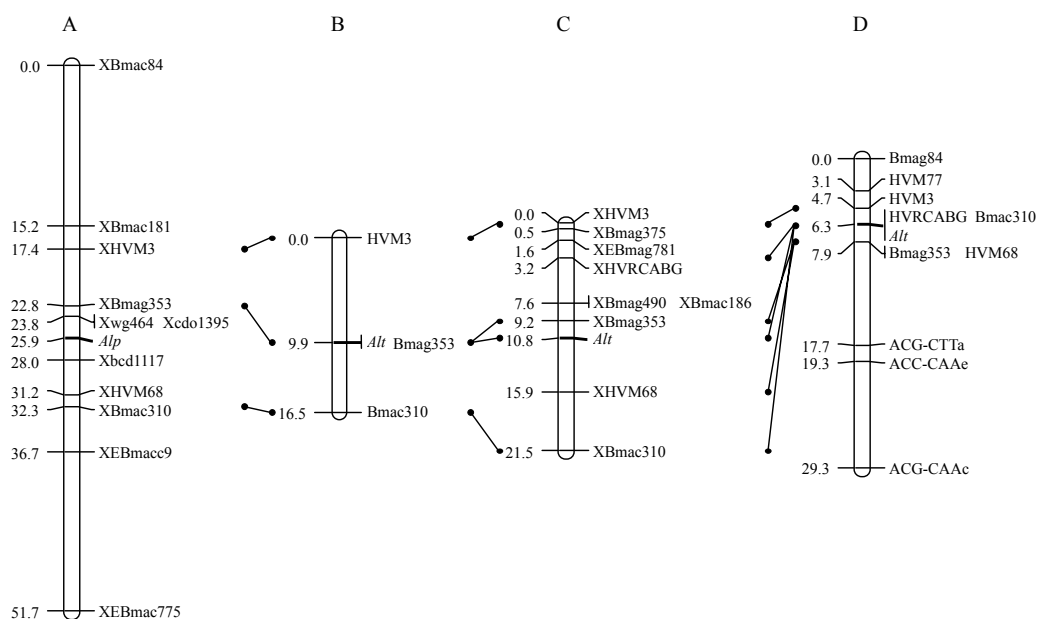 A
B
C
D
0.0 XBmac84
15.2 XBmac181
17.4 XHVM3
22.8 XBmag353
23.8 Xwg464 Xcdo1395
25.9 Alp
28.0 Xbcd1117
31.2 XHVM68
32.3 XBmac310
36.7 XEBmacc9
51.7 XEBmac775
0.0 HVM3
9.9 Alt Bmag353
16.5 Bmac310
0.0 XHVM3
0.5 XBmag375
1.6 XEBmag781
3.2 XHVRCABG
7.6 XBmag490 XBmac186
9.2 XBmag353
10.8 Alt
15.9 XHVM68
21.5 XBmac310
0.0 Bmag84
3.1 HVM77
4.7 HVM3
HVRCABG Bmac310
6.3 Alt
7.9 Bmag353 HVM68
17.7 ACG-CTTa
19.3 ACC-CAAe
29.3 ACG-CAAc